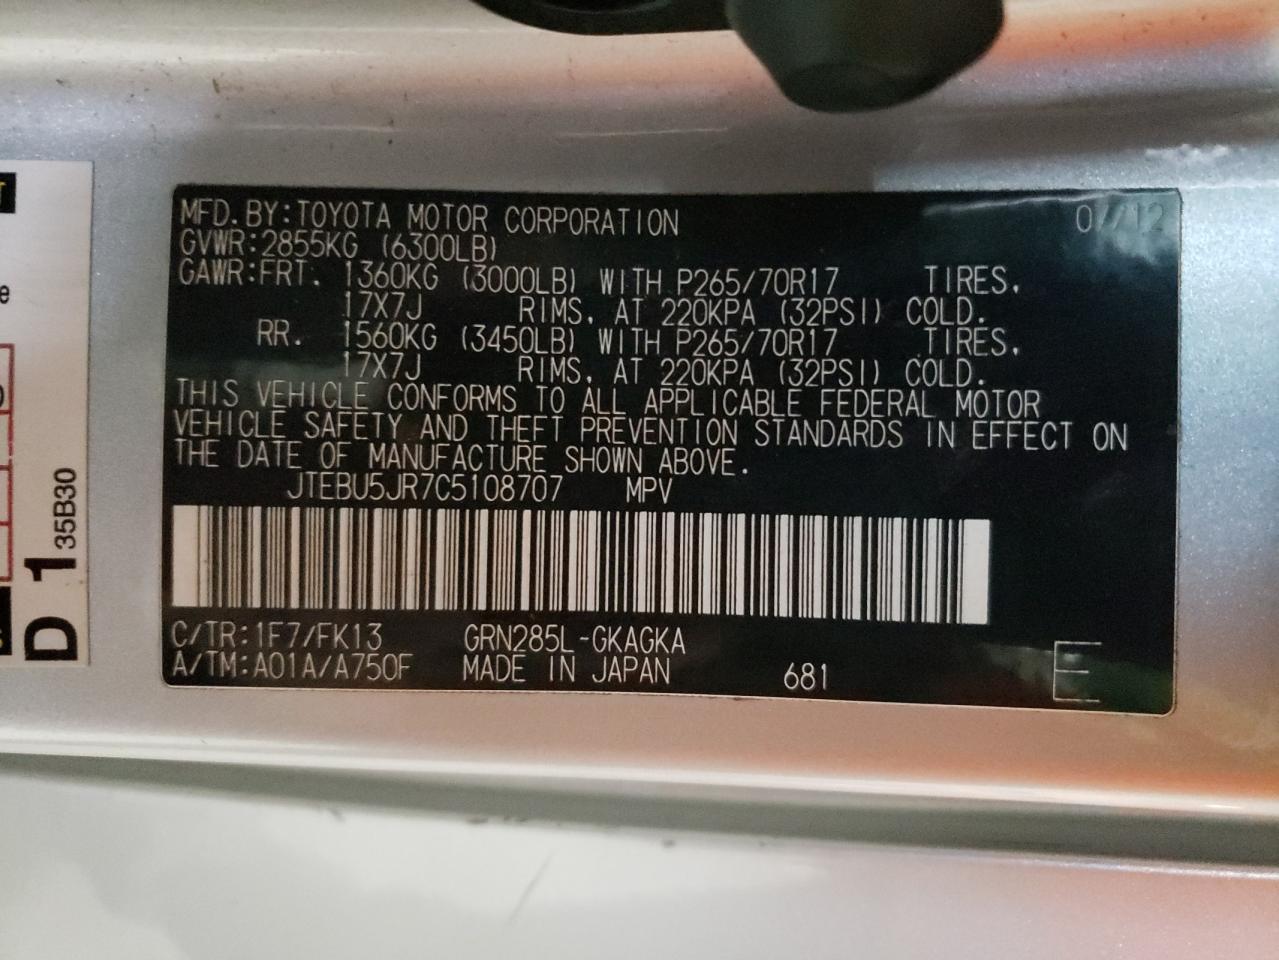 MFD. BY: TOYOTA MOTOR CORPORATION
GVWR: 2855KG (6300LB)
GAWR: FRT. 1360KG (3000LB) WITH P265/70R17 TIRES,
17X7J RIMS, AT 220KPA (32PSI) COLD.
RR. 1560KG (3450LB) WITH P265/70R17 TIRES,
17X7J RIMS, AT 220KPA (32PSI) COLD.
THIS VEHICLE CONFORMS TO ALL APPLICABLE FEDERAL MOTOR
VEHICLE SAFETY AND THEFT PREVENTION STANDARDS IN EFFECT ON
THE DATE OF MANUFACTURE SHOWN ABOVE.
JTEBU5JR7C5108707 MPV
C/TR: 1F7/FK13 GRN285L-GKAGKA
A/TM: A01A/A750F MADE IN JAPAN 681
E
D 1
35B30